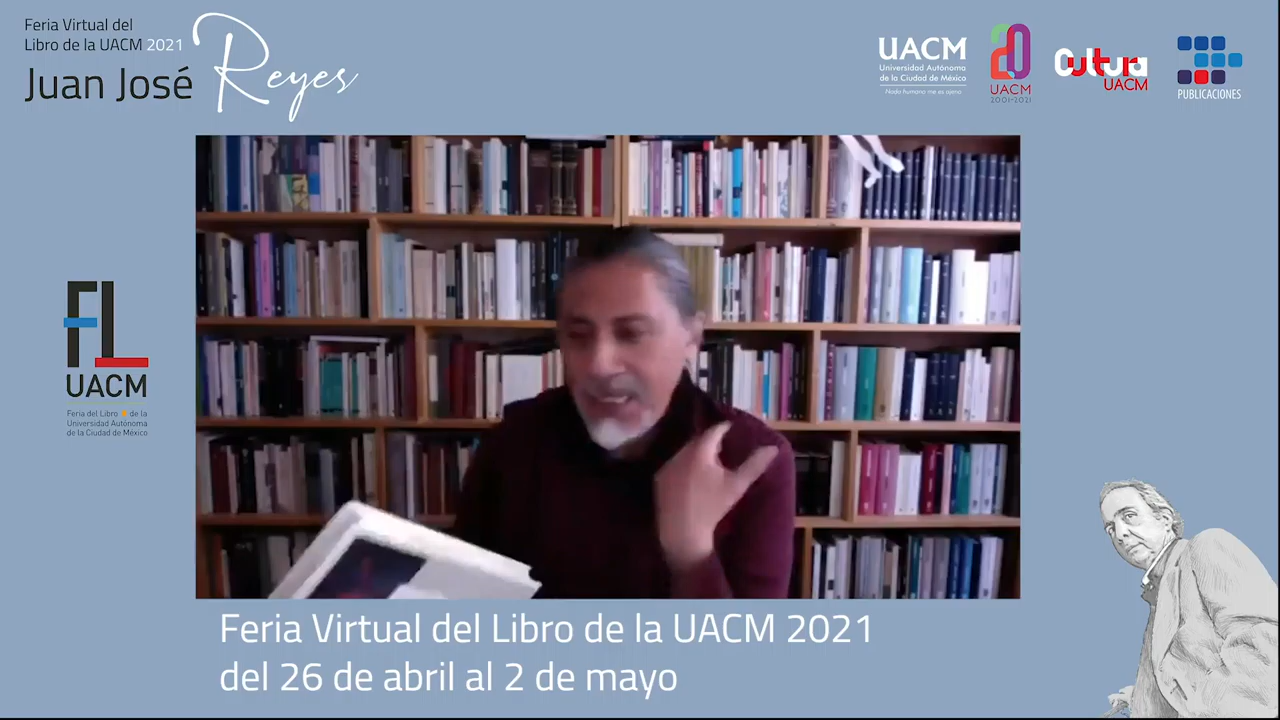 Feria Virtual del
Libro de la UACM 2021
Juan José Reyes
UACM
Universidad Autónoma
de la Ciudad de México
Nada humano me es ajeno
20
UACM
2001-2021
Cultura
UACM
PUBLICACIONES
FL
UACM
Feria del Libro de la
Universidad Autónoma
de la Ciudad de México
Feria Virtual del Libro de la UACM 2021
del 26 de abril al 2 de mayo